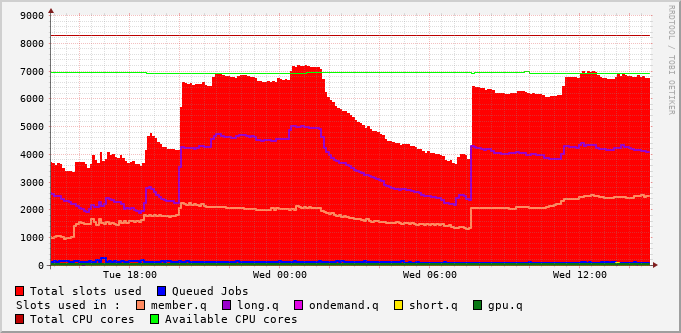 9000
8000
7000
6000
5000
4000
3000
2000
1000
0
Tue 18:00 Wed 00:00 Wed 06:00 Wed 12:00
RRDTOOL / TOBI OETIKER
Total slots used Queued Jobs
Slots used in : member.q long.q ondemand.q short.q gpu.q
Total CPU cores Available CPU cores